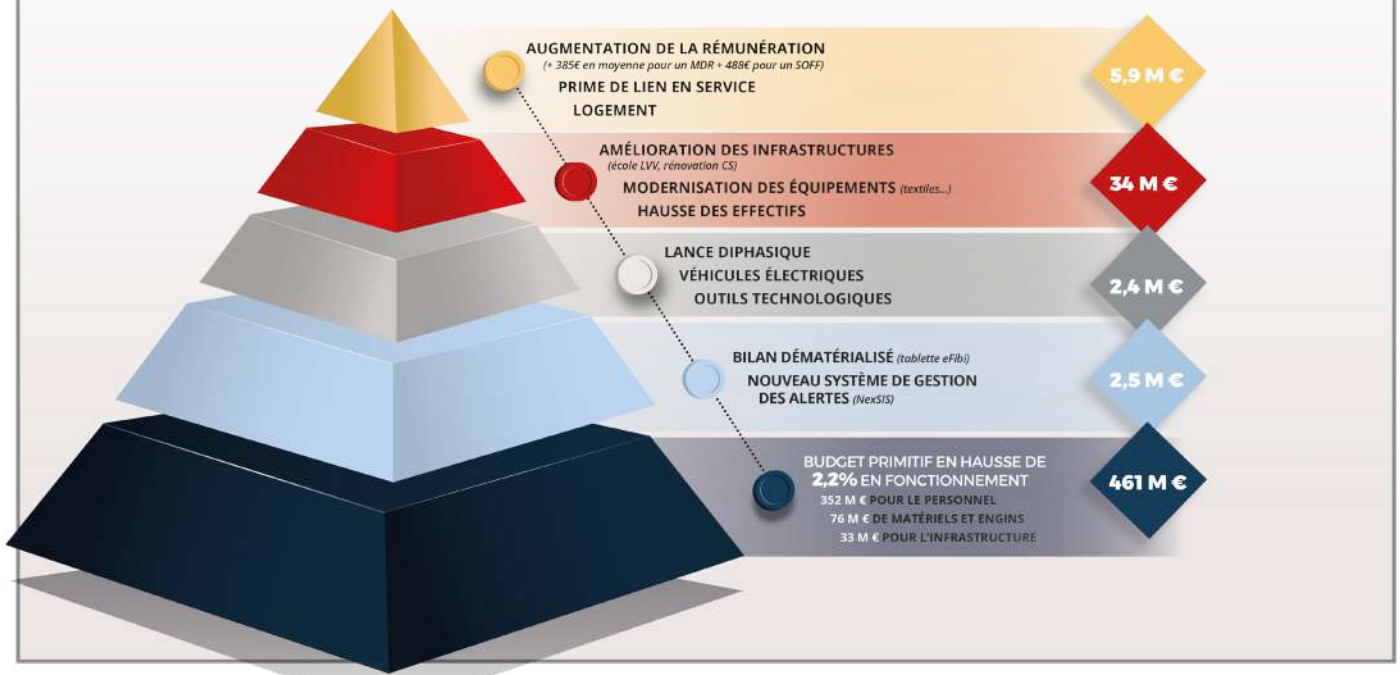 AUGMENTATION DE LA RÉMUNÉRATION
(+ 385€ en moyenne pour un MDR + 488€ pour un SOFF)
PRIME DE LIEN EN SERVICE
LOGEMENT
5,9 M €
AMÉLIORATION DES INFRASTRUCTURES
(école LVV, rénovation CS)
MODERNISATION DES ÉQUIPEMENTS (textiles...)
HAUSSE DES EFFECTIFS
34 M €
LANCE DIPHASIQUE
VÉHICULES ÉLECTRIQUES
OUTILS TECHNOLOGIQUES
2,4 M €
BILAN DÉMATÉRIALISÉ (tablette eFibi)
NOUVEAU SYSTÈME DE GESTION
DES ALERTES (NexSIS)
2,5 M €
BUDGET PRIMITIF EN HAUSSE DE
2,2% EN FONCTIONNEMENT
352 M € POUR LE PERSONNEL
76 M € DE MATÉRIELS ET ENGINS
33 M € POUR L'INFRASTRUCTURE
461 M €